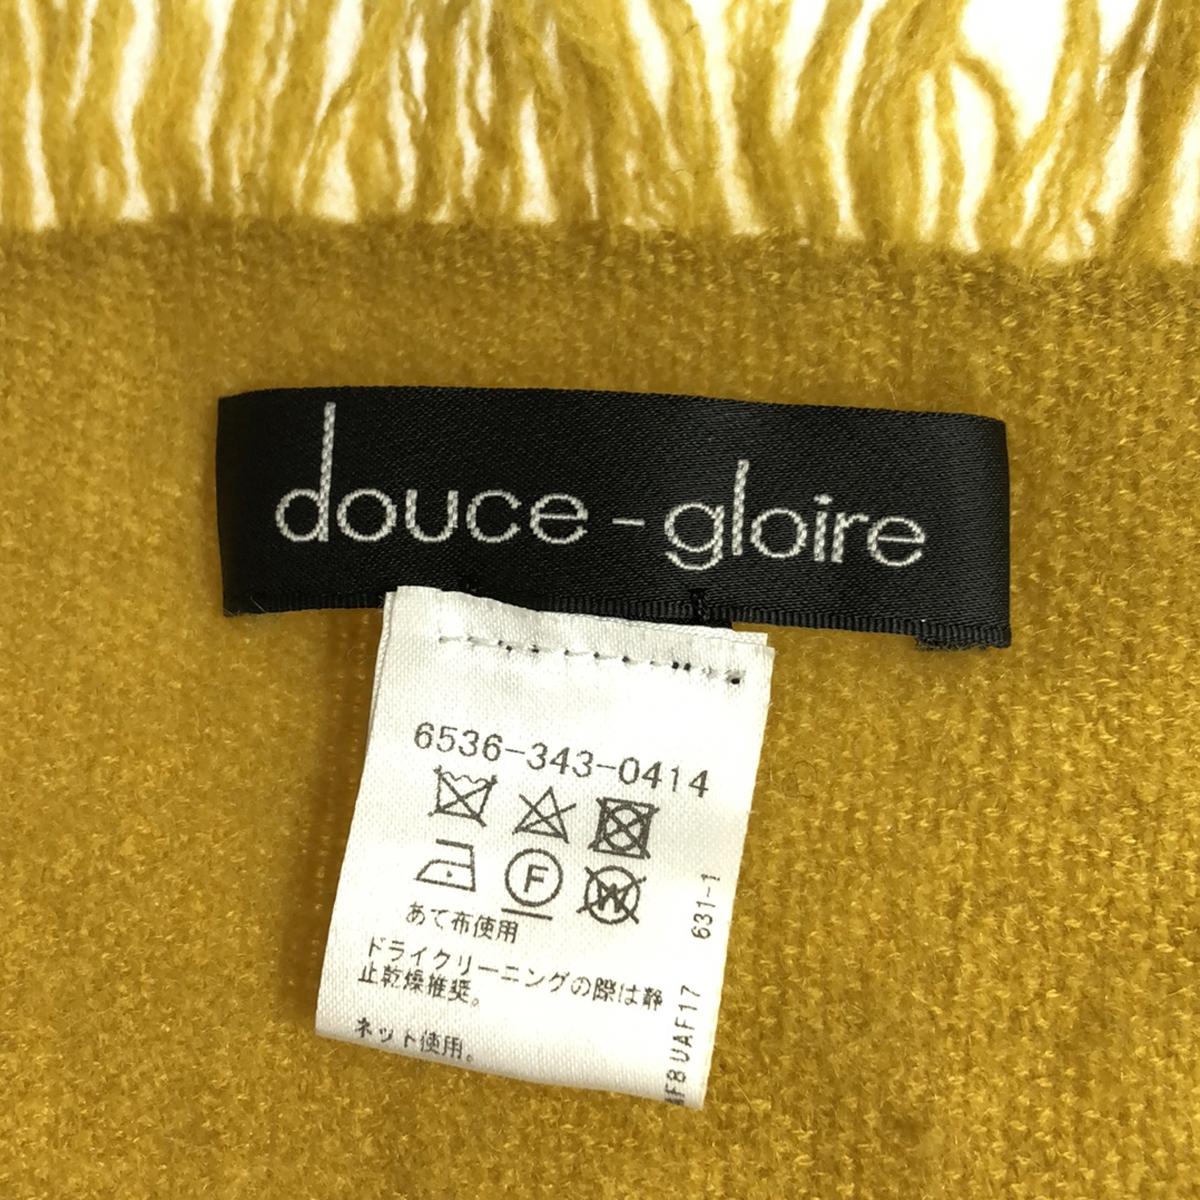 douce-gloire
6536-343-0414
F
W
あて布使用
ドライクリーニングの際は静
止乾燥推奨。
ネット使用。
631-1
AF8UAF17